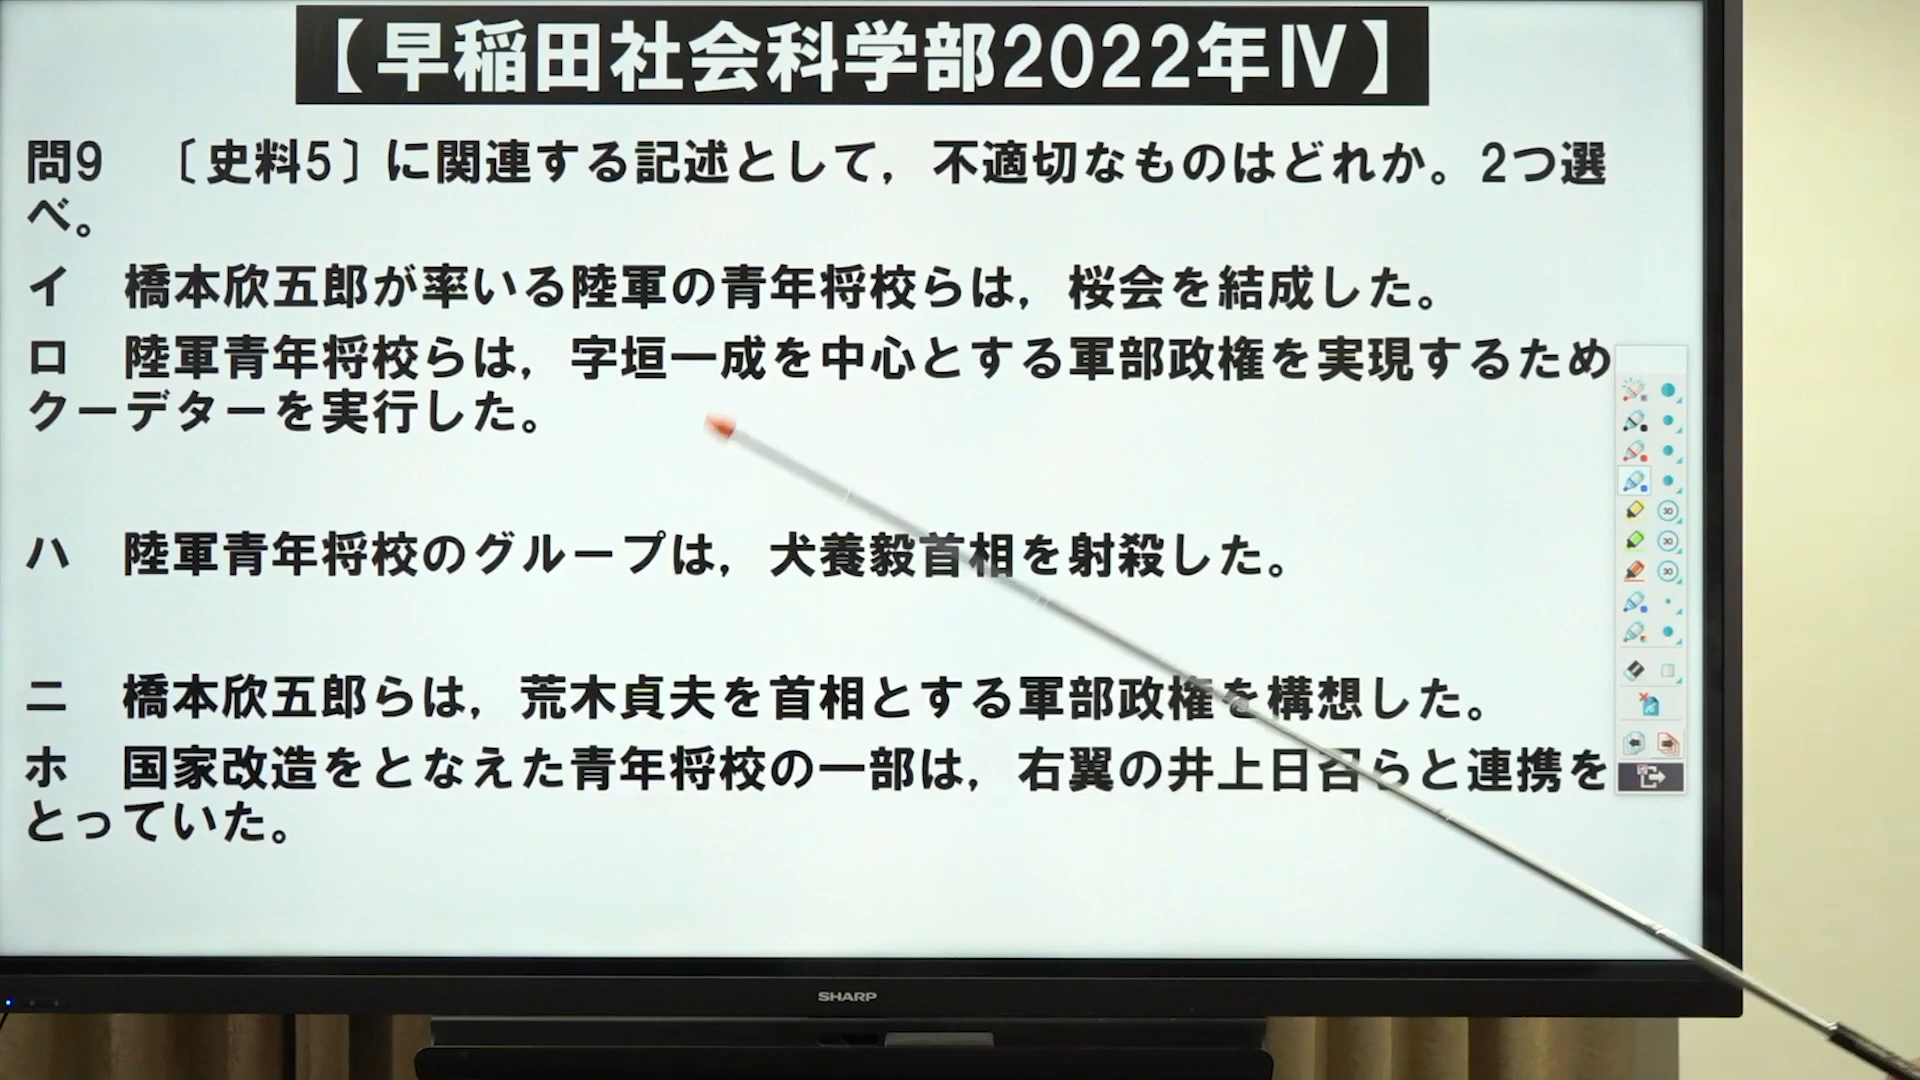 【早稲田社会科学部2022年Ⅳ】
問9 〔史料5〕に関連する記述として，不適切なものはどれか。2つ選
べ。
イ 橋本欣五郎が率いる陸軍の青年将校らは，桜会を結成した。
ロ 陸軍青年将校らは，字垣一成を中心とする軍部政権を実現するため
クーデターを実行した。
ハ 陸軍青年将校のグループは，犬養毅首相を射殺した。
ニ 橋本欣五郎らは，荒木貞夫を首相とする軍部政権を構想した。
ホ 国家改造をとなえた青年将校の一部は，右翼の井上日召らと連携を
とっていた。
30
30
30
SHARP